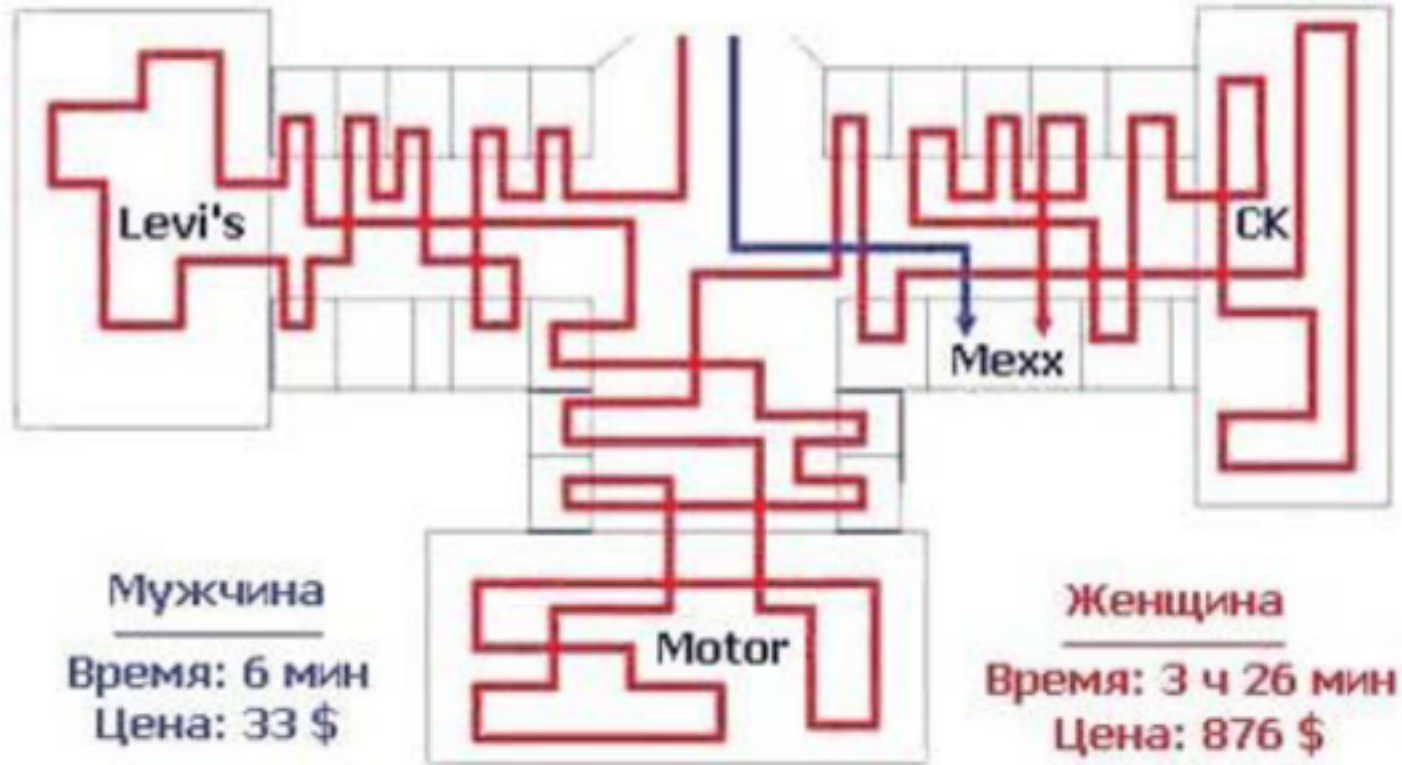 Levi's
CK
Mexx
Motor
Мужчина
Время: 6 мин
Цена: 33 $
Женщина
Время: 3 ч 26 мин
Цена: 876 $